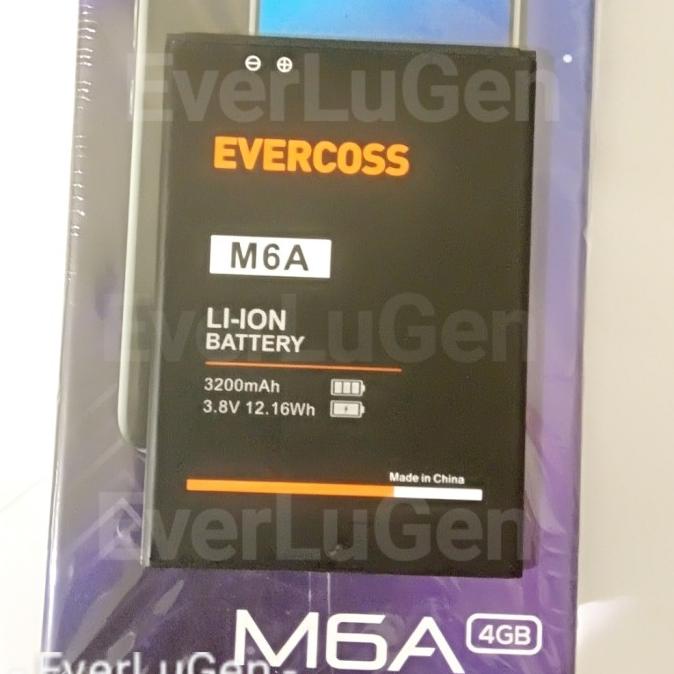 EverLuGen
⊖ ⊕
EVERCOSS
M6A
EverLuGen
LI-ION
BATTERY
3200mAh
3.8V 12.16Wh
Made in China
EverLuGen
M6A 4GB
- EverLuGen -